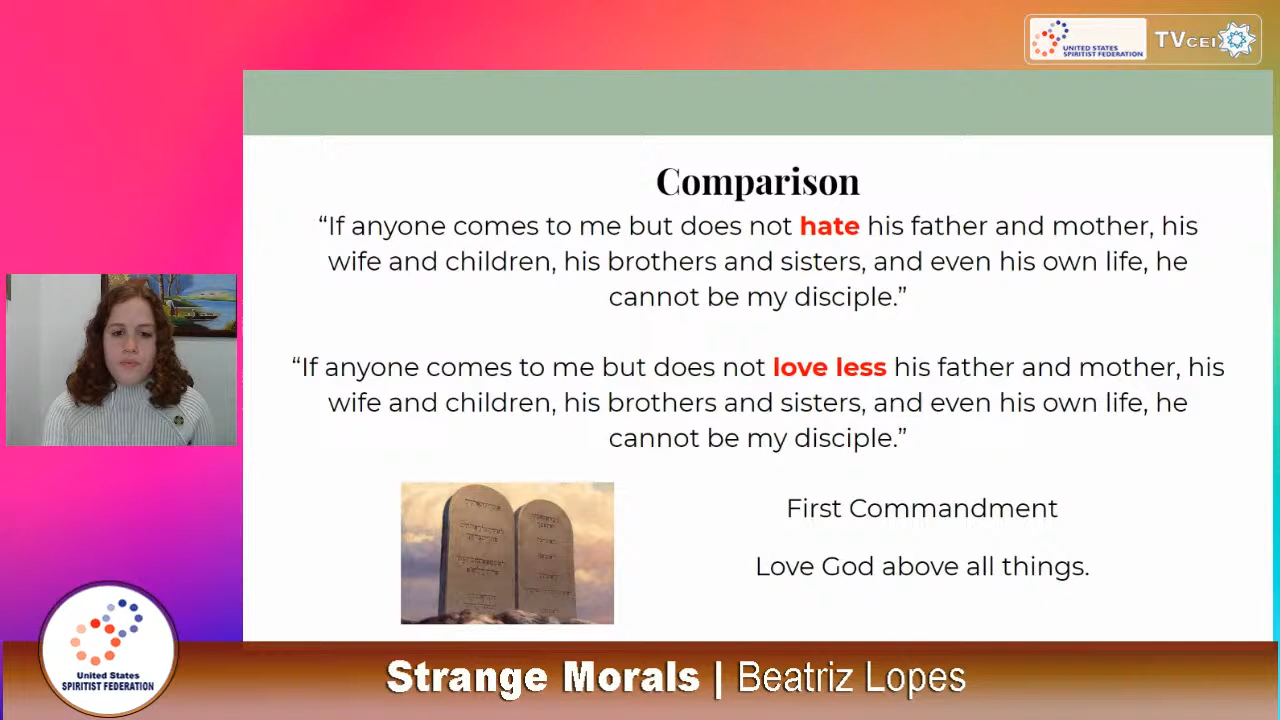 UNITED STATES
SPIRITIST FEDERATION
TVCEI
Comparison
“If anyone comes to me but does not hate his father and mother, his
wife and children, his brothers and sisters, and even his own life, he
cannot be my disciple.”
“If anyone comes to me but does not love less his father and mother, his
wife and children, his brothers and sisters, and even his own life, he
cannot be my disciple.”
First Commandment
Love God above all things.
United States
SPIRITIST FEDERATION
Strange Morals | Beatriz Lopes